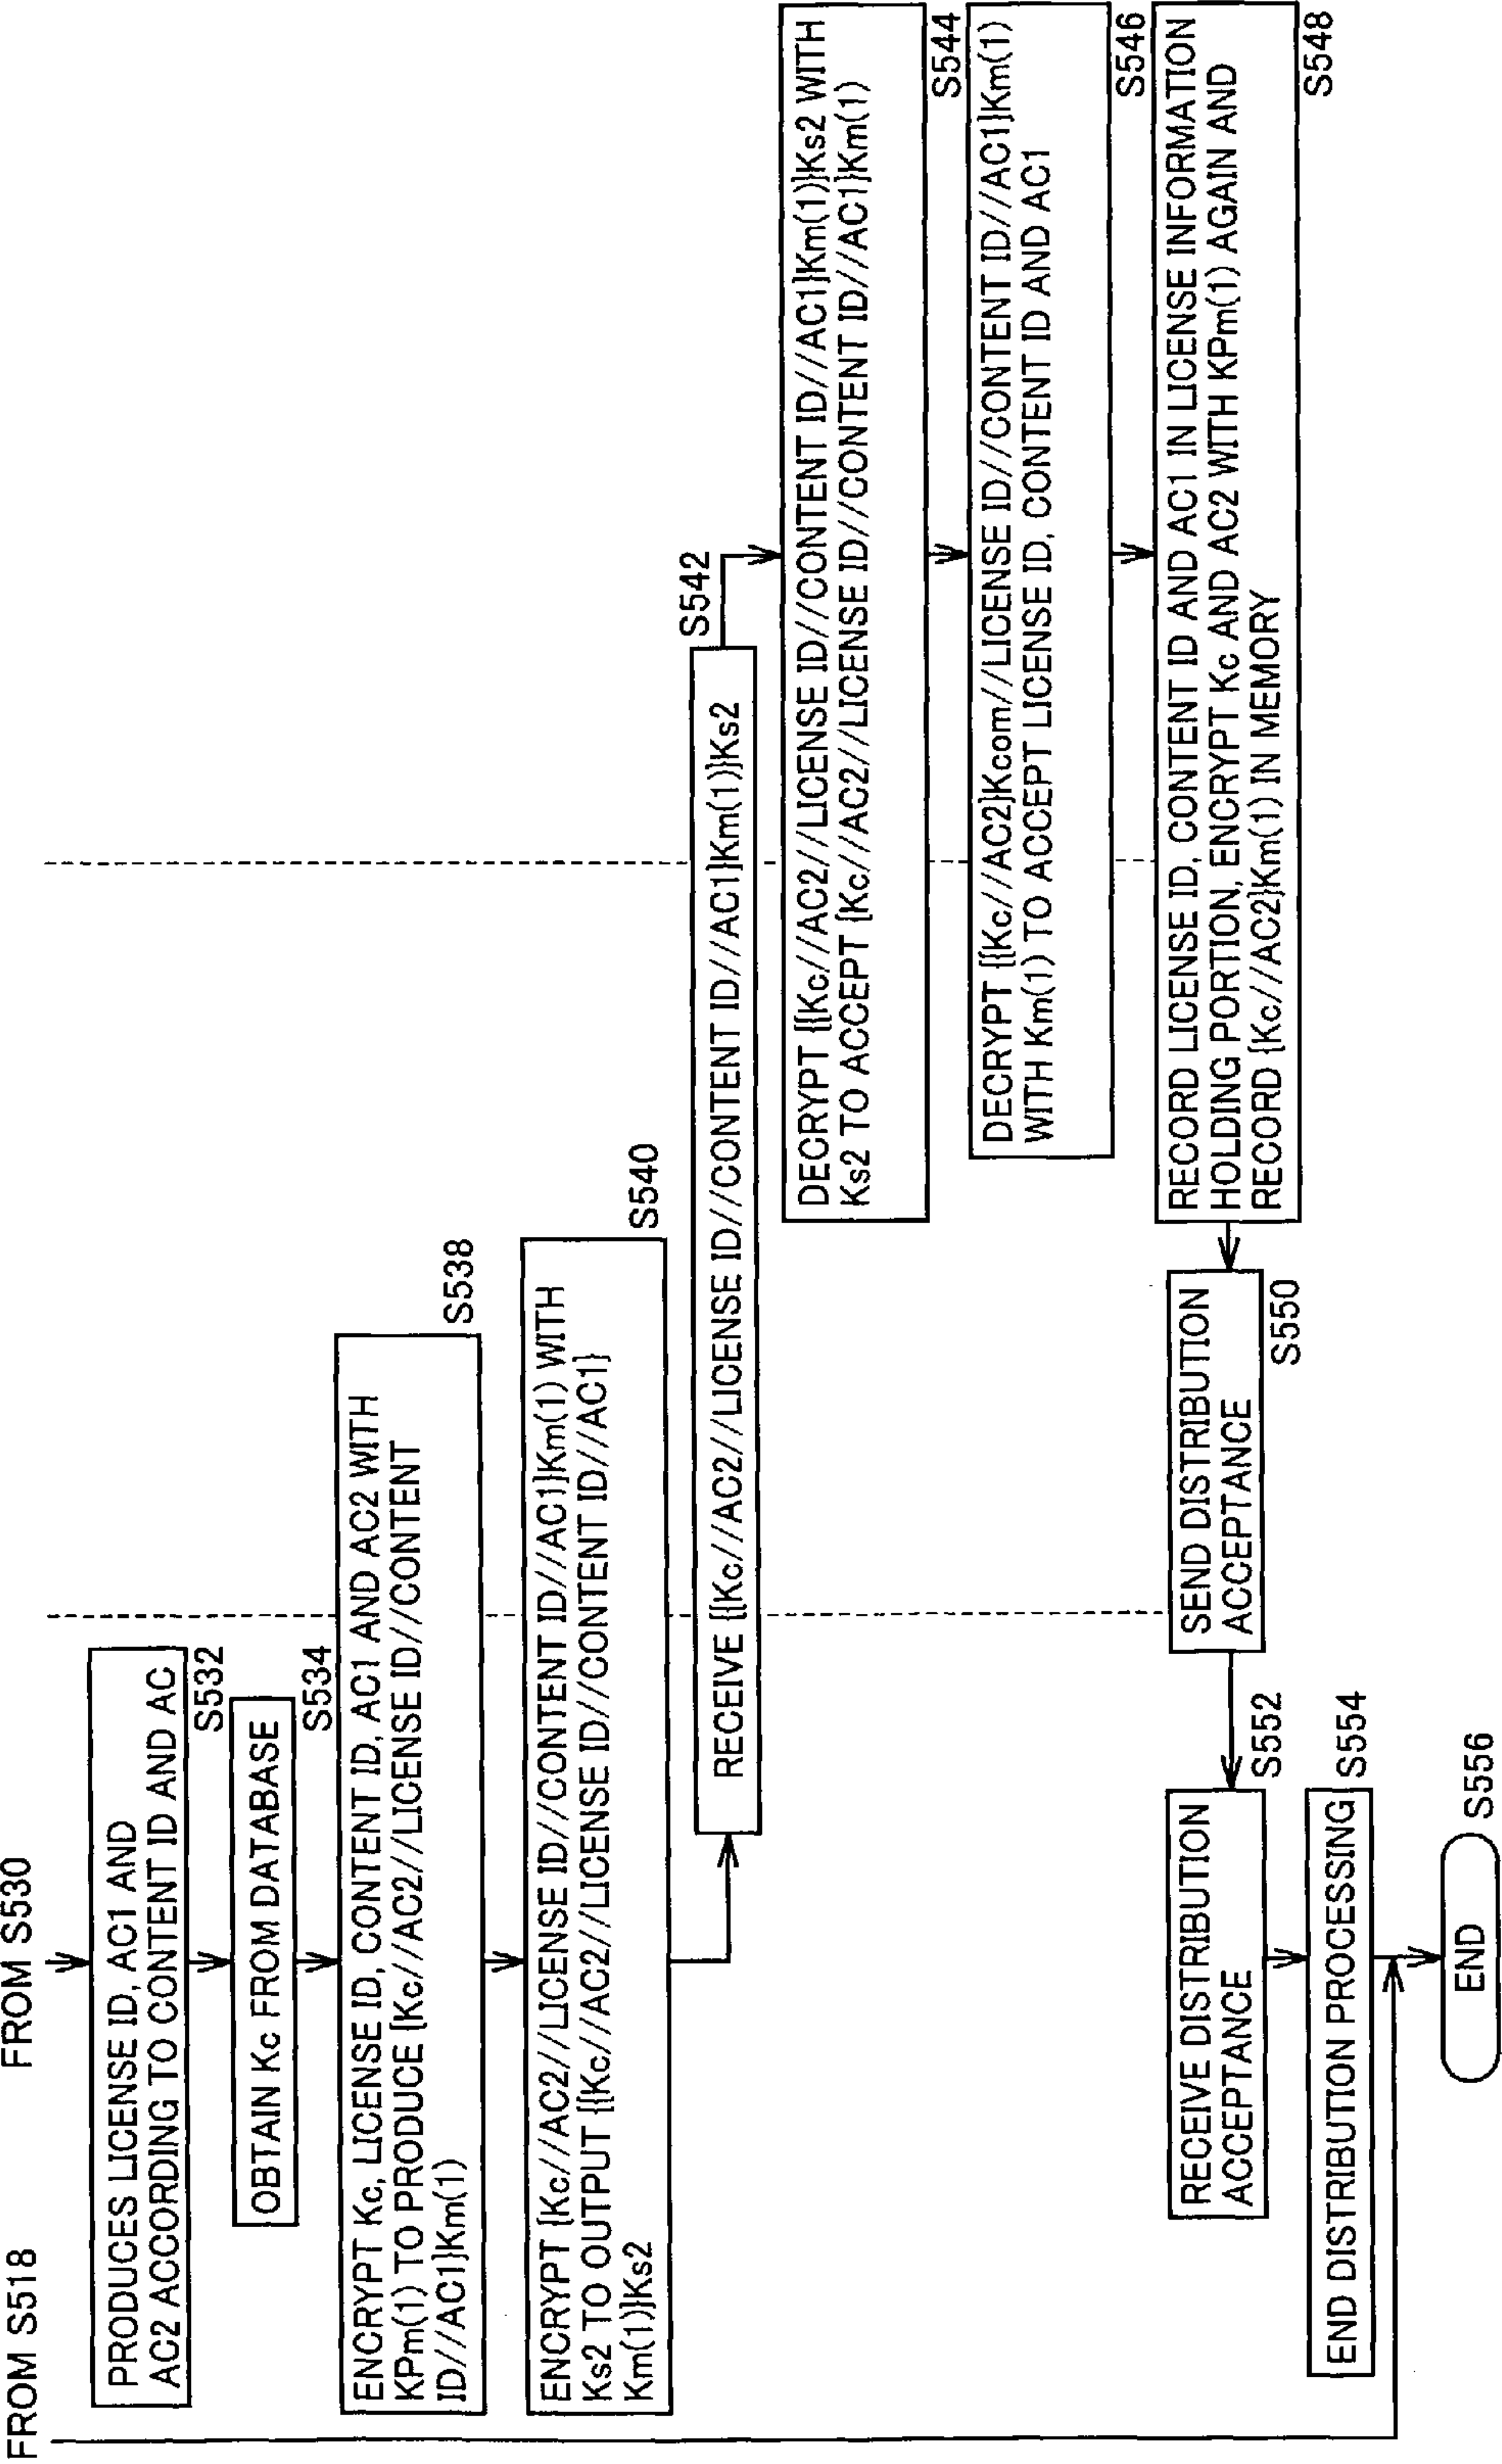 FROM S518
FROM S530
PRODUCES LICENSE ID, AC1 AND
AC2 ACCORDING TO CONTENT ID AND AC
S532
OBTAIN Kc FROM DATABASE
S534
ENCRYPT Kc, LICENSE ID, CONTENT ID, AC1 AND AC2 WITH
KPm(1) TO PRODUCE {Kc//AC2//LICENSE ID//CONTENT
ID//AC1}Km(1)
S538
ENCRYPT {Kc//AC2//LICENSE ID//CONTENT ID//AC1}Km(1) WITH
Ks2 TO OUTPUT {{Kc//AC2//LICENSE ID//CONTENT ID//AC1}
Km(1)}Ks2
S540
RECEIVE {{Kc//AC2//LICENSE ID//CONTENT ID//AC1}Km(1)}Ks2
S542
DECRYPT {{Kc//AC2//LICENSE ID//CONTENT ID//AC1}Km(1)}Ks2 WITH
Ks2 TO ACCEPT {Kc//AC2//LICENSE ID//CONTENT ID//AC1}Km(1)
S544
DECRYPT {{Kc//AC2}Kcom//LICENSE ID//CONTENT ID//AC1}Km(1)
WITH Km(1) TO ACCEPT LICENSE ID, CONTENT ID AND AC1
S546
RECORD LICENSE ID, CONTENT ID AND AC1 IN LICENSE INFORMATION
HOLDING PORTION, ENCRYPT Kc AND AC2 WITH KPm(1) AGAIN AND
RECORD {Kc//AC2}Km(1) IN MEMORY
S548
SEND DISTRIBUTION
ACCEPTANCE
S550
RECEIVE DISTRIBUTION
ACCEPTANCE
S552
END DISTRIBUTION PROCESSING
S554
END
S556